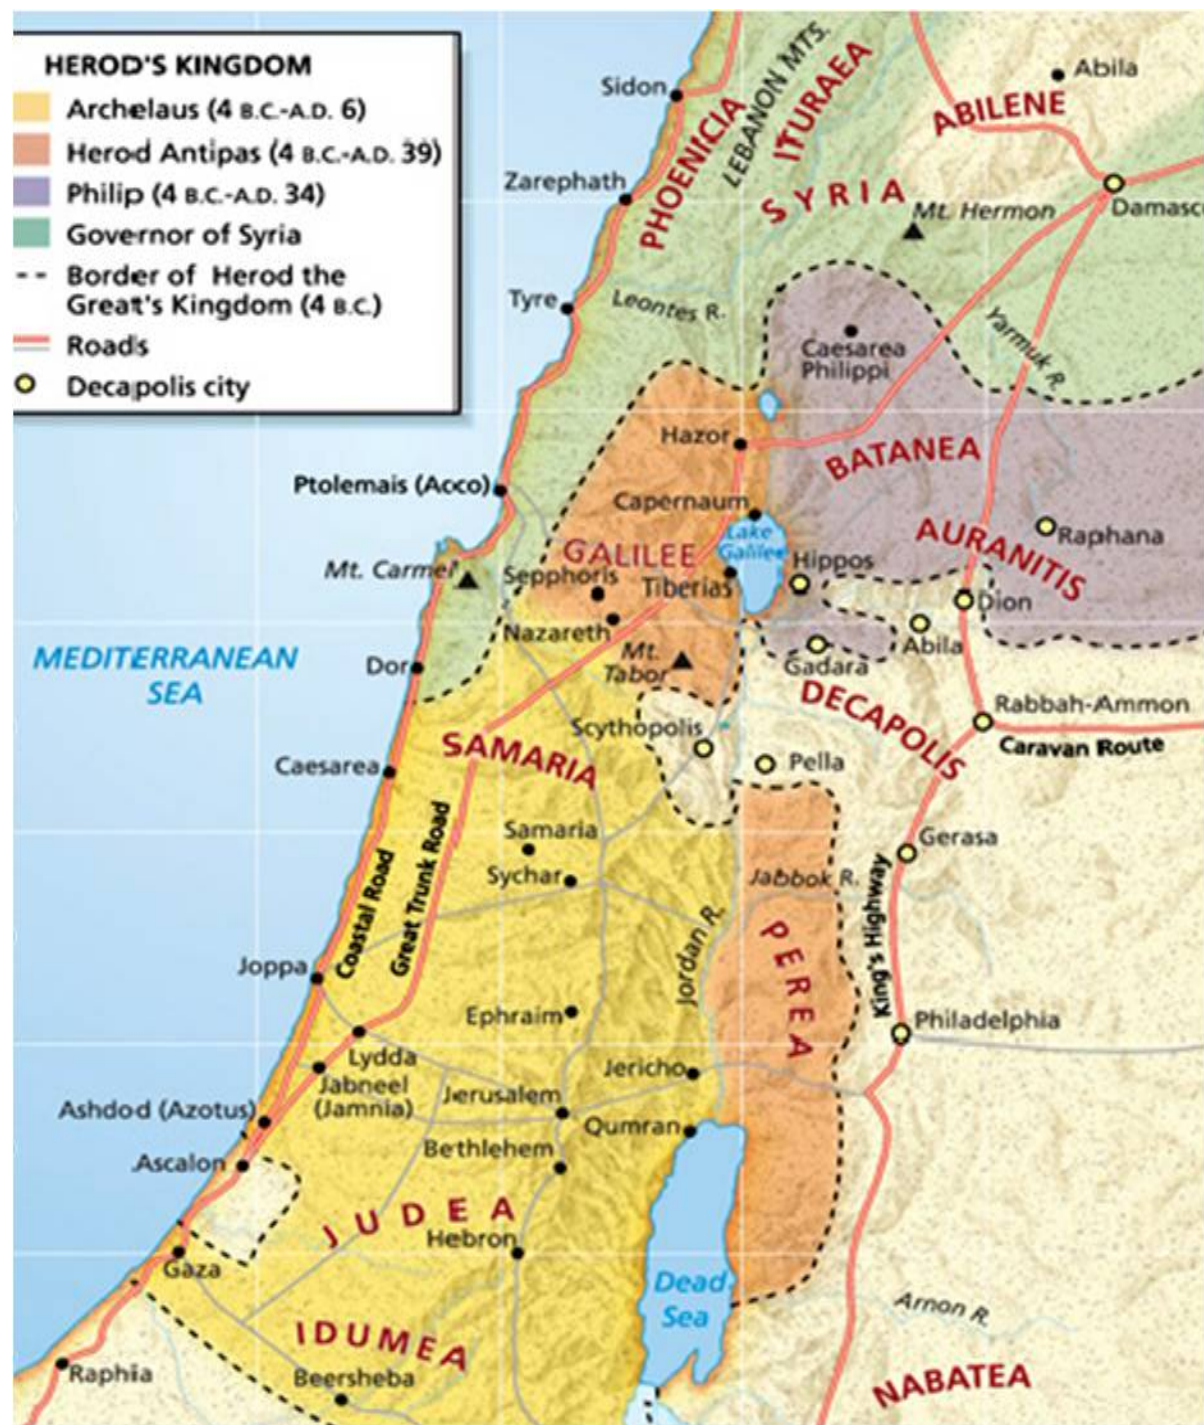 HEROD'S KINGDOM
Archelaus (4 B.C.-A.D. 6)
Herod Antipas (4 B.C.-A.D. 39)
Philip (4 B.C.-A.D. 34)
Governor of Syria
Border of Herod the
Great's Kingdom (4 B.C.)
Roads
Decapolis city
Sidon
PHOENICIA
LEBANON MTS.
ITURAEA
Abila
ABILENE
Zarephath
SYRIA
Mt. Hermon
Damasc
Tyre
Leontes R.
Yarmuk R.
Caesarea
Philippi
Hazor
BATANEA
Ptolemais (Acco)
Capernaum
Lake
Galilee
AURANITIS
Raphana
Mt. Carmel
GALILEE
Sepphoris
Tiberias
Hippos
Dion
Nazareth
Abila
MEDITERRANEAN
SEA
Dor
Mt.
Tabor
Gadara
DECAPOLIS
Rabbah-Ammon
Caravan Route
Scythopolis
Pella
SAMARIA
Caesarea
Samaria
Sychar
Gerasa
Jabbok R.
Coastal Road
Great Trunk Road
Jordan R.
PEREA
King's Highway
Joppa
Ephraim
Philadelphia
Lydda
Jabneel
(Jamnia)
Jericho
Jerusalem
Ashdod (Azotus)
Qumran
Ascalon
Bethlehem
JUDEA
Hebron
Gaza
Dead
Sea
Arnon R.
IDUMEA
Raphia
Beersheba
NABATEA